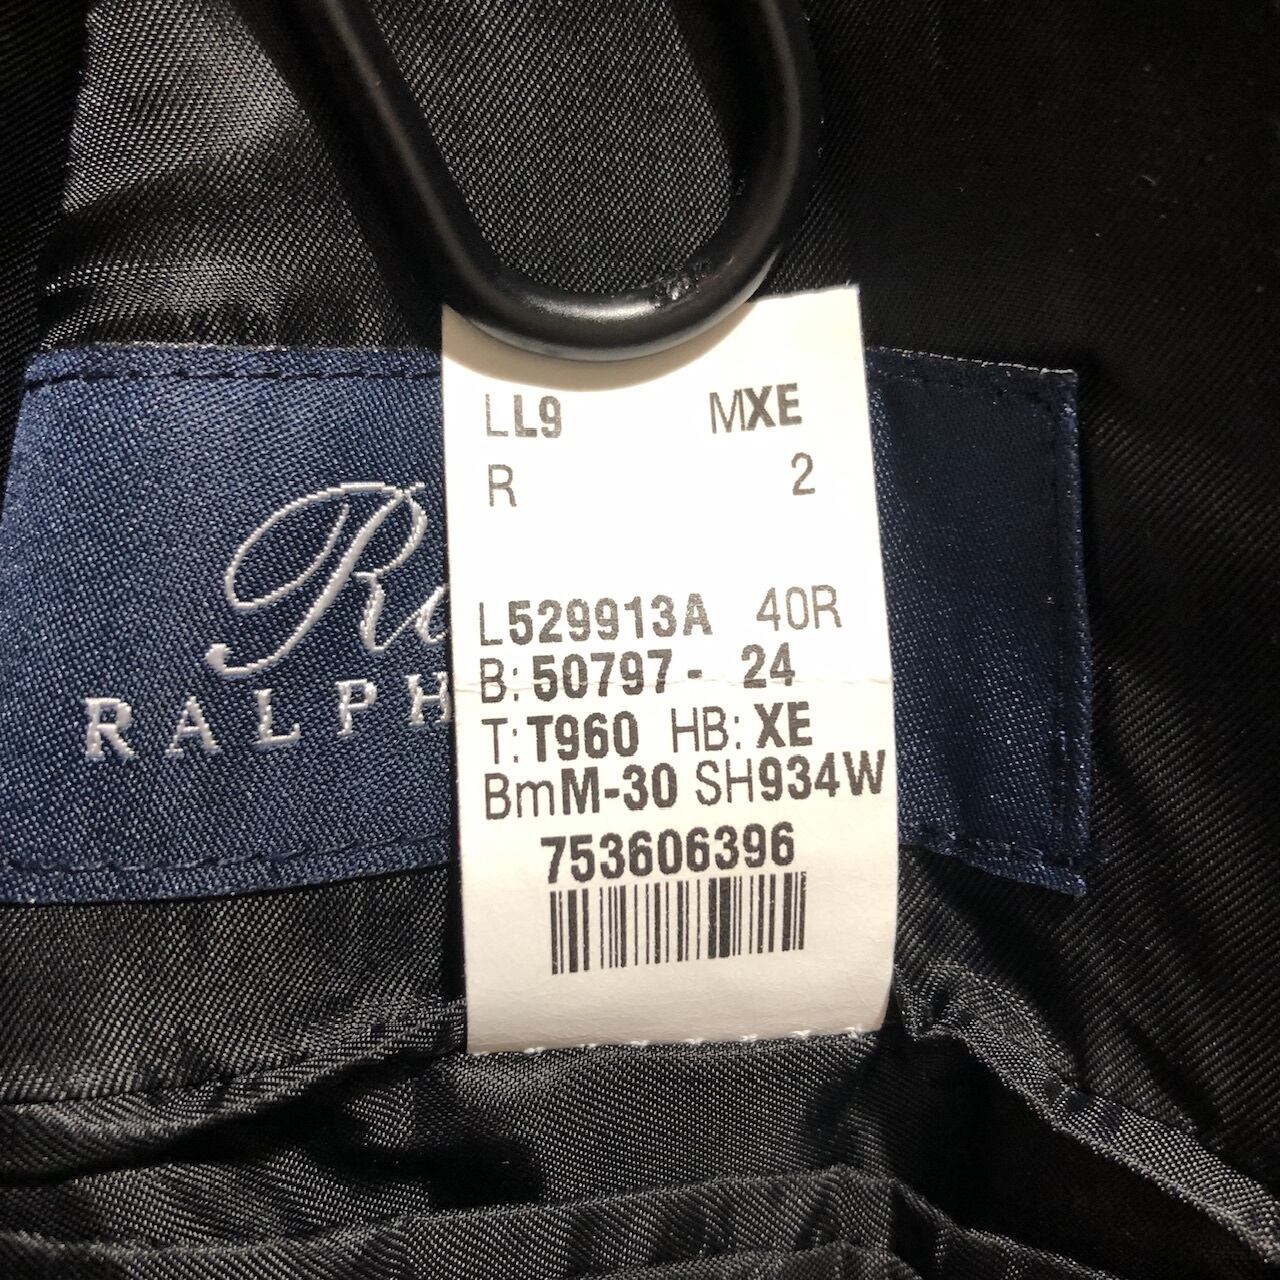 LL9 MXE
R 2
L529913A 40R
B: 50797- 24
T: T960 HB: XE
BmM-30 SH934W
753606396
RALPH